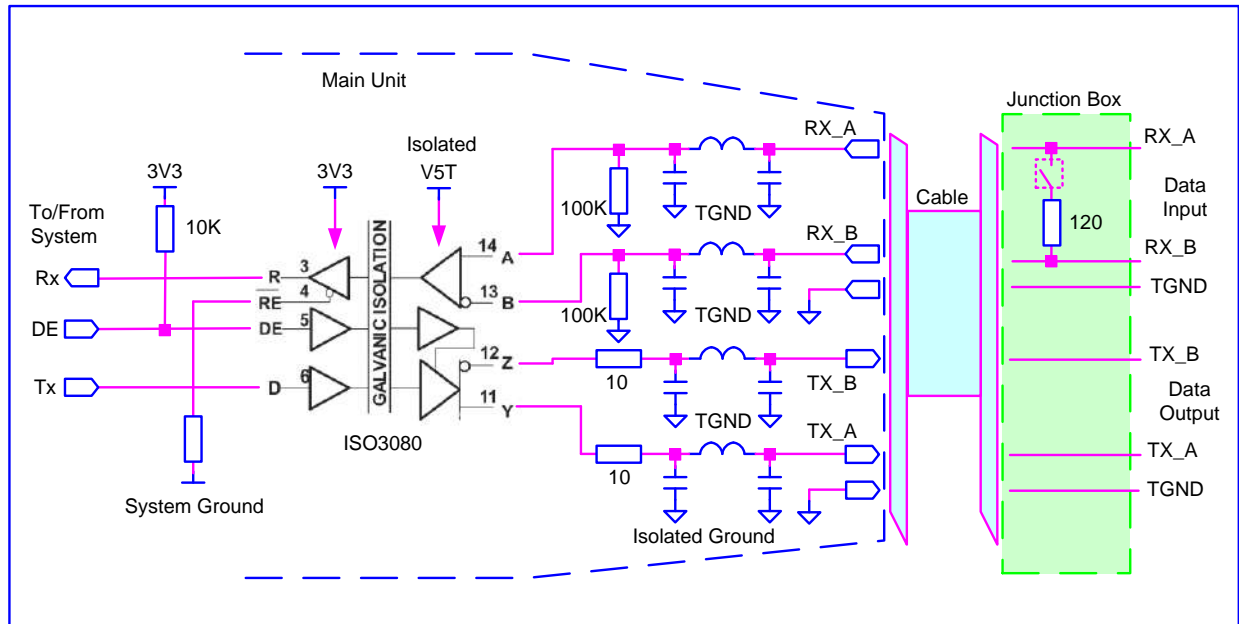 Main Unit
Junction Box
RX_A
RX_A
Isolated
3V3
3V3
V5T
Cable
Data
Input
To/From
System
10K
100K
TGND
120
14
A
RX_B
RX_B
Rx
R
3
4
RE
13
B
TGND
DE
DE
5
GALVANIC ISOLATION
100K
TGND
12
Z
TX_B
TX_B
Tx
D
6
10
11
Y
TGND
TX_A
Data
Output
ISO3080
TX_A
10
TGND
System Ground
Isolated Ground